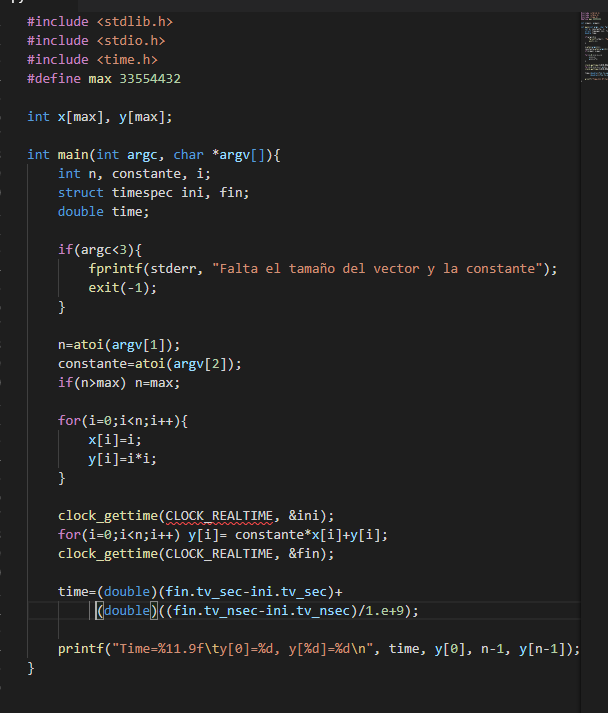 #include <stdlib.h>
#include <stdio.h>
#include <time.h>
#define max 33554432
int x[max], y[max];
int main(int argc, char *argv[]){
int n, constante, i;
struct timespec ini, fin;
double time;
if(argc<3){
fprintf(stderr, "Falta el tamaño del vector y la constante");
exit(-1);
}
n=atoi(argv[1]);
constante=atoi(argv[2]);
if(n>max) n=max;
for(i=0;i<n;i++){
x[i]=i;
y[i]=i*i;
}
clock_gettime(CLOCK_REALTIME, &ini);
for(i=0;i<n;i++) y[i]= constante*x[i]+y[i];
clock_gettime(CLOCK_REALTIME, &fin);
time=(double)(fin.tv_sec-ini.tv_sec)+
(double)((fin.tv_nsec-ini.tv_nsec)/1.e+9);
printf("Time=%11.9f\ty[0]=%d, y[%d]=%d\n", time, y[0], n-1, y[n-1]);
}